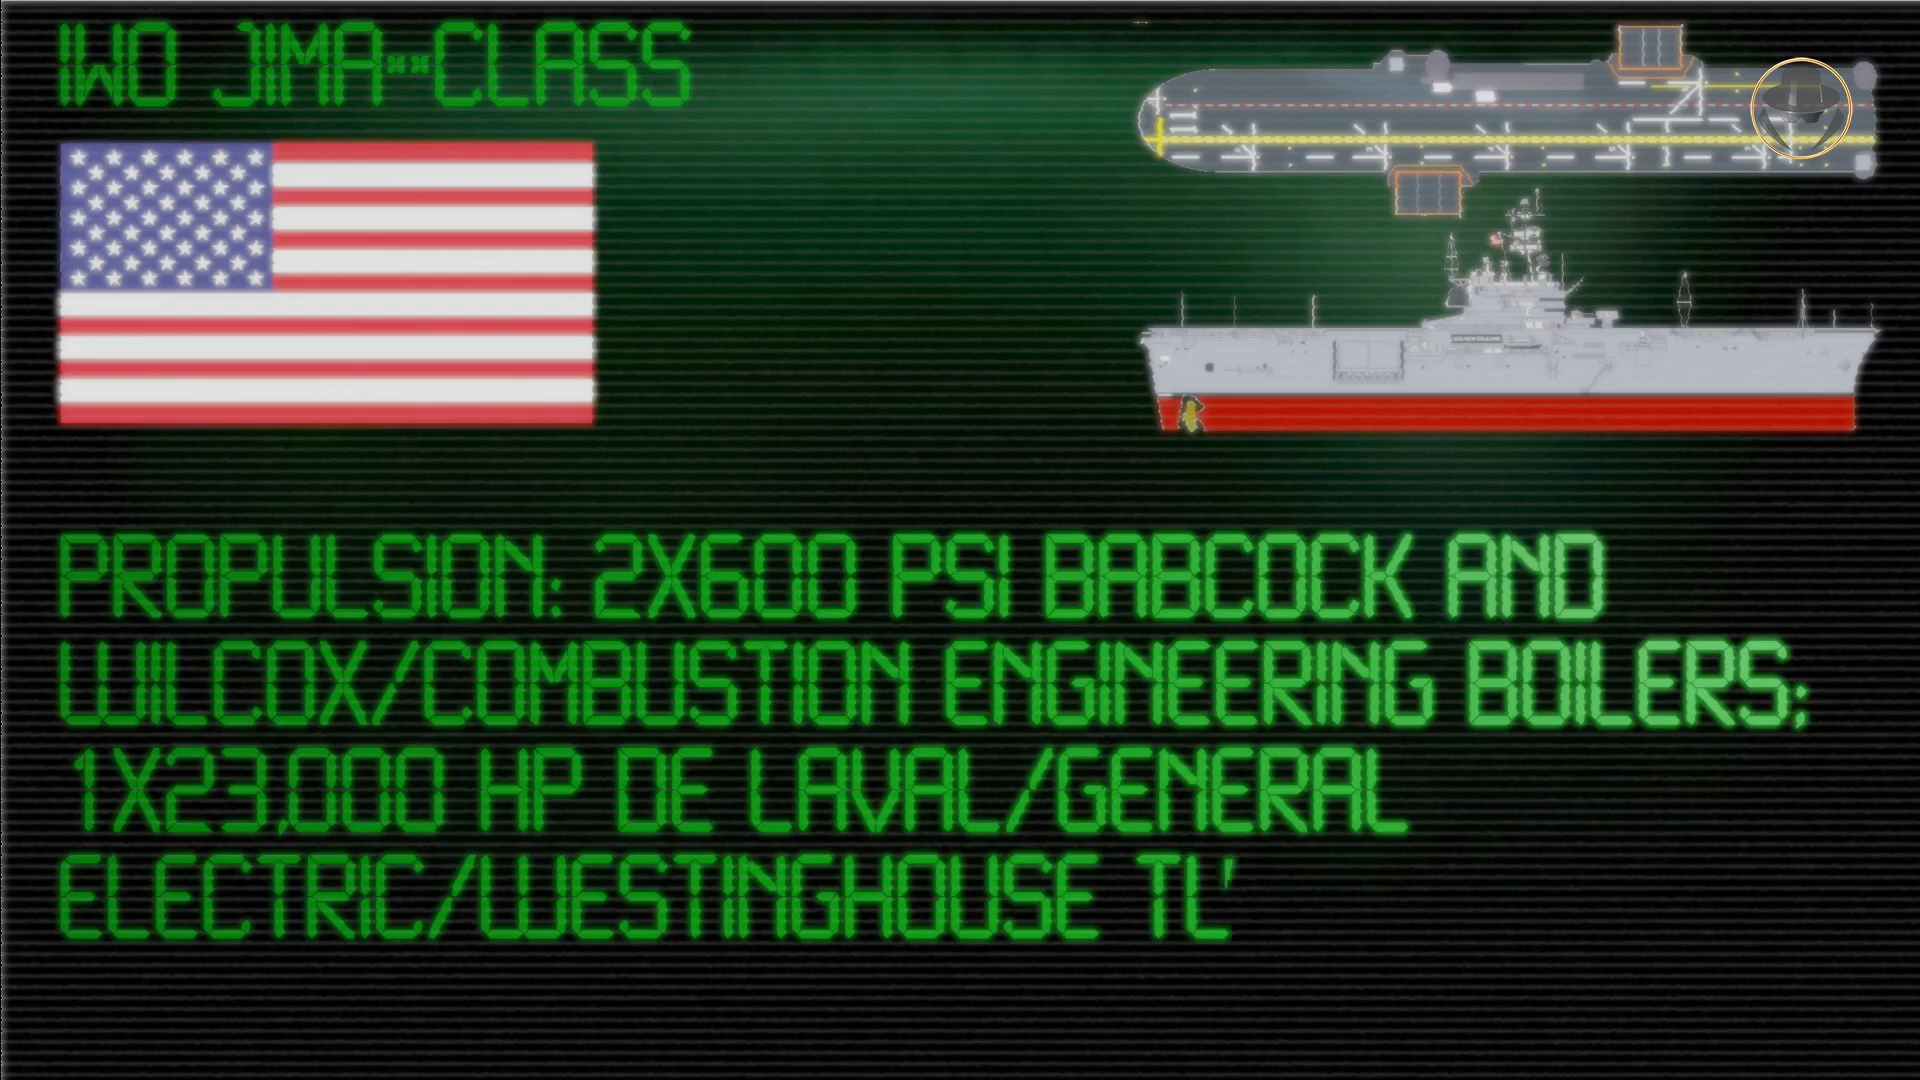 IWO JIMA--CLASS
PROPULSION: 2X600 PSI BABCOCK AND
WILCOX/COMBUSTION ENGINEERING BOILERS;
1X23,000 HP DE LAVAL/GENERAL
ELECTRIC/WESTINGHOUSE TL'